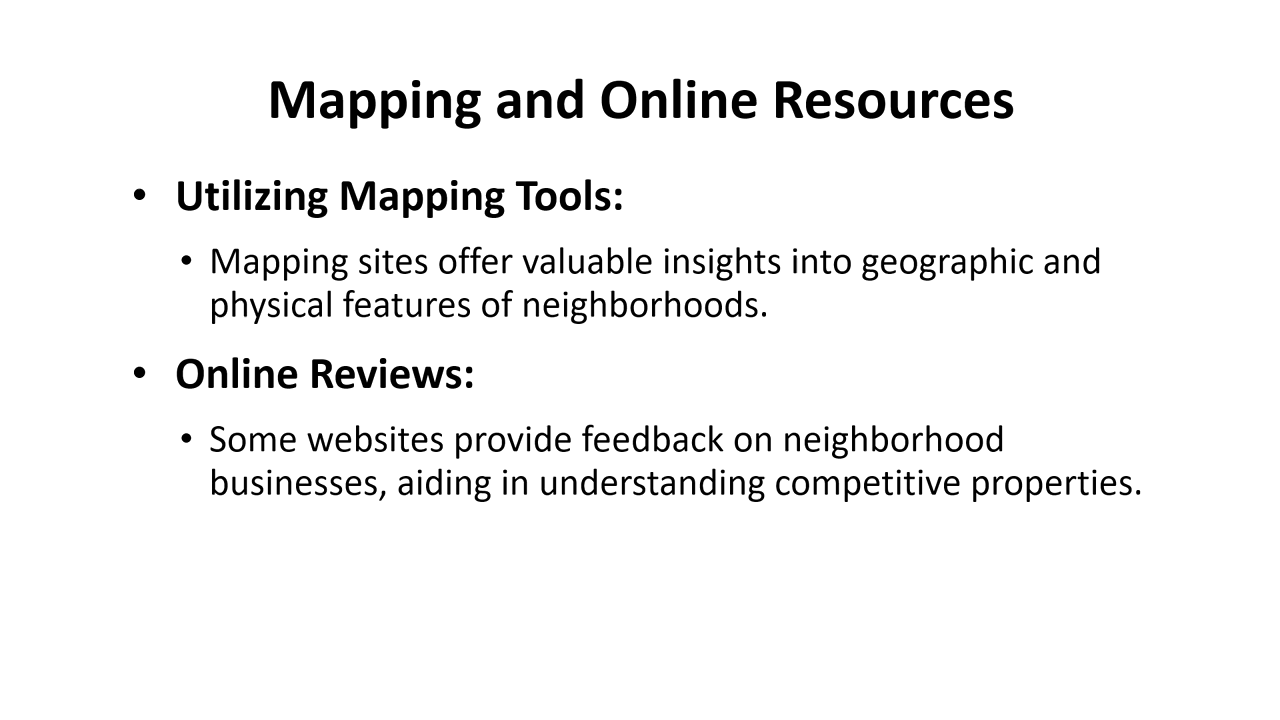 Mapping and Online Resources
• Utilizing Mapping Tools:
• Mapping sites offer valuable insights into geographic and
physical features of neighborhoods.
• Online Reviews:
• Some websites provide feedback on neighborhood
businesses, aiding in understanding competitive properties.